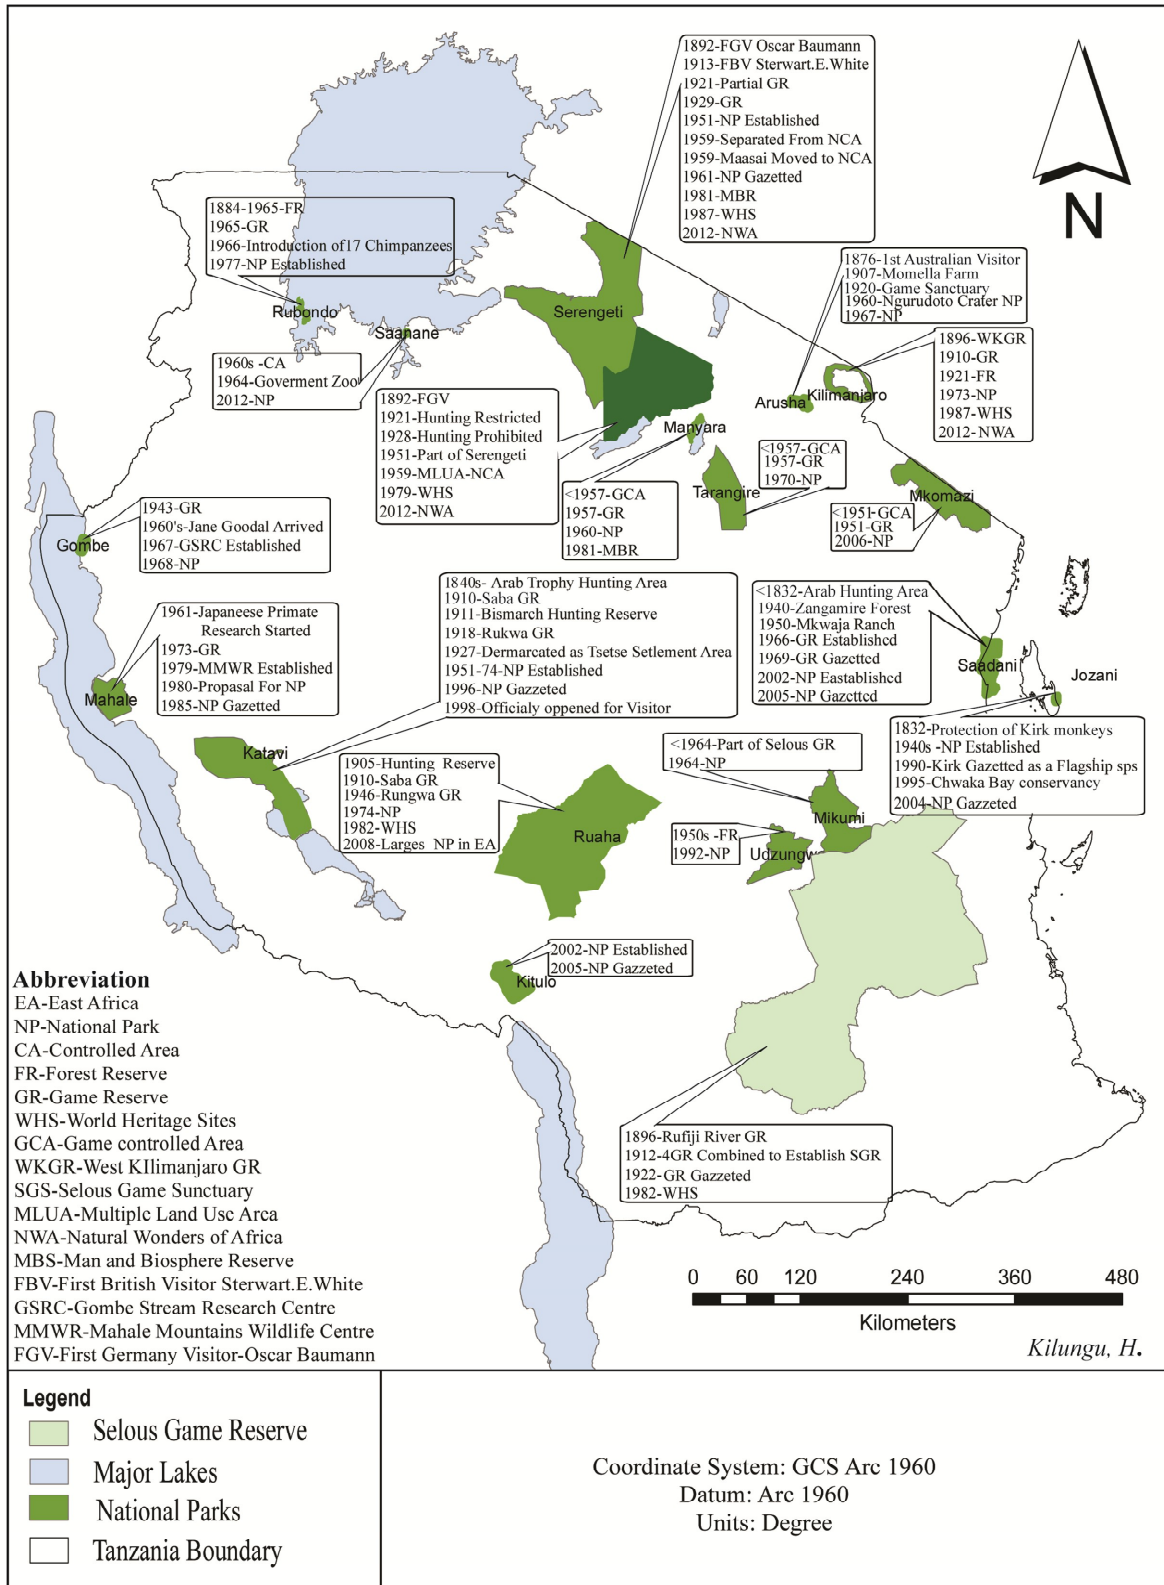 1892-FGV Oscar Baumann
1913-FBV Sterwart.E.White
1921-Partial GR
1929-GR
1951-NP Established
1959-Separated From NCA
1959-Maasai Moved to NCA
1961-NP Gazetted
1981-MBR
1987-WHS
2012-NWA
N
1884-1965-FR
1965-GR
1966-Introduction of17 Chimpanzees
1977-NP Established
Rubondo
Saanane
Serengeti
1876-1st Australian Visitor
1907-Momella Farm
1920-Game Sanctuary
1960-Ngurudoto Crater NP
1967-NP
1960s -CA
1964-Goverment Zoo
2012-NP
1896-WKGR
1910-GR
1921-FR
1973-NP
1987-WHS
2012-NWA
Arusha
Kilimanjaro
1892-FGV
1921-Hunting Restricted
1928-Hunting Prohibited
1951-Part of Serengeti
1959-MLUA-NCA
1979-WHS
2012-NWA
Manyara
<1957-GCA
1957-GR
1960-NP
1981-MBR
<1957-GCA
1957-GR
1970-NP
Tarangire
Mkomazi
<1951-GCA
1951-GR
2006-NP
1943-GR
1960's-Jane Goodal Arrived
1967-GSRC Established
1968-NP
Gombe
1961-Japaneese Primate
Research Started
1973-GR
1979-MMWR Established
1980-Propasal For NP
1985-NP Gazetted
Mahale
1840s- Arab Trophy Hunting Area
1910-Saba GR
1911-Bismarch Hunting Reserve
1918-Rukwa GR
1927-Dermarcated as Tsetse Setlement Area
1951-74-NP Established
1996-NP Gazzeted
1998-Officialy oppened for Visitor
Katavi
<1832-Arab Hunting Area
1940-Zangamire Forest
1950-Mkwaja Ranch
1966-GR Established
1969-GR Gazetted
2002-NP Eastablished
2005-NP Gazetted
Saadani
Jozani
1832-Protection of Kirk monkeys
1940s -NP Established
1990-Kirk Gazetted as a Flagship sps
1995-Chwaka Bay conservancy
2004-NP Gazzeted
1905-Hunting Reserve
1910-Saba GR
1946-Rungwa GR
1974-NP
1982-WHS
2008-Larges NP in EA
Ruaha
<1964-Part of Selous GR
1964-NP
Mikumi
1950s -FR
1992-NP
Udzungw
2002-NP Established
2005-NP Gazzeted
Kitulo
1896-Rufiji River GR
1912-4GR Combined to Establish SGR
1922-GR Gazzeted
1982-WHS
Abbreviation
EA-East Africa
NP-National Park
CA-Controlled Area
FR-Forest Reserve
GR-Game Reserve
WHS-World Heritage Sites
GCA-Game controlled Area
WKGR-West KIlimanjaro GR
SGS-Selous Game Sunctuary
MLUA-Multiple Land Use Area
NWA-Natural Wonders of Africa
MBS-Man and Biosphere Reserve
FBV-First British Visitor Sterwart.E.White
GSRC-Gombe Stream Research Centre
MMWR-Mahale Mountains Wildlife Centre
FGV-First Germany Visitor-Oscar Baumann
0 60 120 240 360 480
Kilometers
Kilungu, H.
Legend
Selous Game Reserve
Major Lakes
National Parks
Tanzania Boundary
Coordinate System: GCS Arc 1960
Datum: Arc 1960
Units: Degree